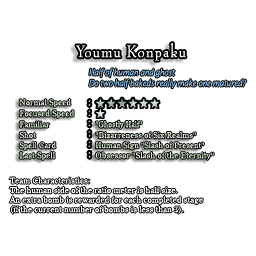 Youmu Konpaku
Half of human and ghost
Do two half-bakeds really make one matured?
Normal Speed : ★★★★★★★
Focused Speed : ★
Familiar : "Ghostly Half"
Shot : "Bizarreness of Six Realms"
Spell Card : Human Sign "Slash of Present"
Last Spell : Obsessor "Slash of the Eternity"
Team Characteristics:
The human side of the ratio meter is half size.
An extra bomb is rewarded for each completed stage
(if the current number of bombs is less than 3).